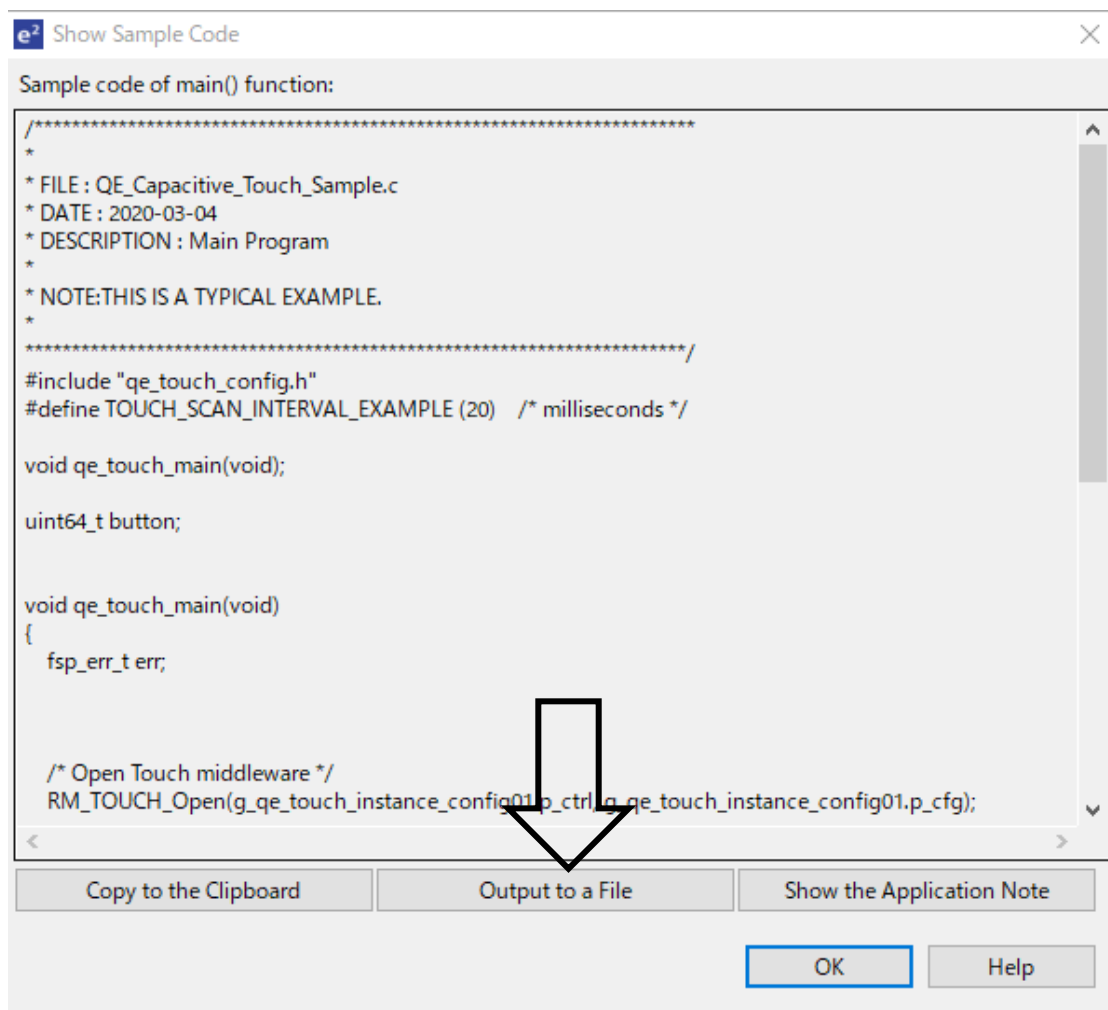 e² Show Sample Code
Sample code of main() function:
/************************************************************************
*
* FILE : QE_Capacitive_Touch_Sample.c
* DATE : 2020-03-04
* DESCRIPTION : Main Program
*
* NOTE:THIS IS A TYPICAL EXAMPLE.
*
************************************************************************/
#include "qe_touch_config.h"
#define TOUCH_SCAN_INTERVAL_EXAMPLE (20)    /* milliseconds */
void qe_touch_main(void);
uint64_t button;
void qe_touch_main(void)
{
fsp_err_t err;
/* Open Touch middleware */
RM_TOUCH_Open(g_qe_touch_instance_config01.p_ctrl, g_qe_touch_instance_config01.p_cfg);
Copy to the Clipboard
Output to a File
Show the Application Note
OK
Help